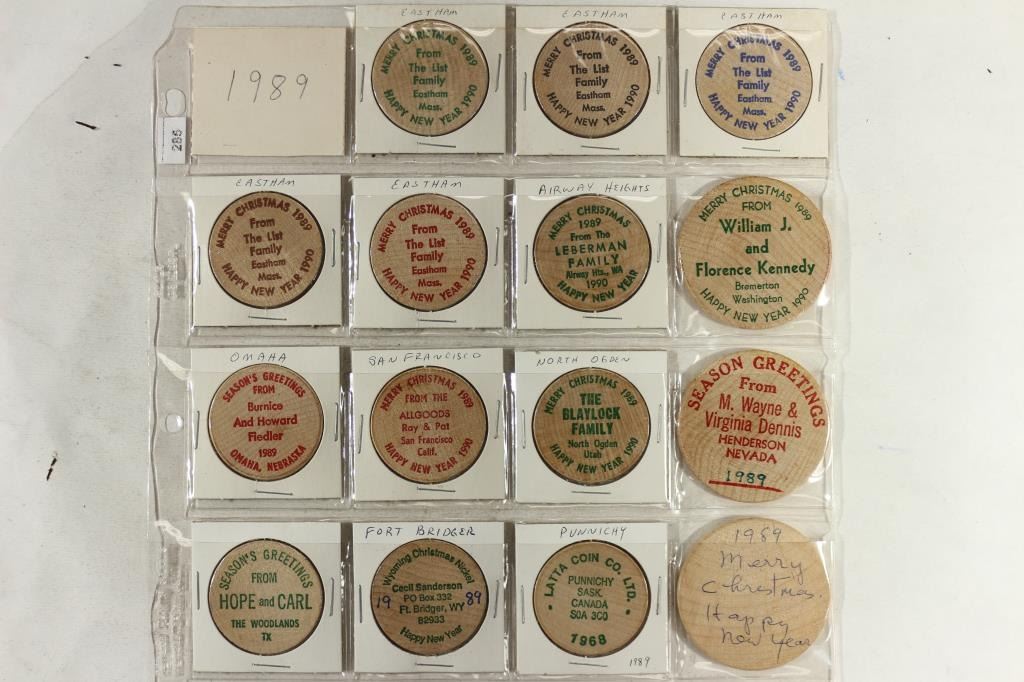 1989
285
EASTHAM
MERRY CHRISTMAS 1989
From
The List
Family
Eastham
Mass.
HAPPY NEW YEAR 1990
EASTHAM
MERRY CHRISTMAS 1989
From
The List
Family
Eastham
Mass.
HAPPY NEW YEAR 1990
EASTHAM
MERRY CHRISTMAS 1989
From
The List
Family
Eastham
Mass.
HAPPY NEW YEAR 1990
EASTHAM
MERRY CHRISTMAS 1989
From
The List
Family
Eastham
Mass.
HAPPY NEW YEAR 1990
EASTHAM
MERRY CHRISTMAS 1989
From
The List
Family
Eastham
Mass.
HAPPY NEW YEAR 1990
AIRWAY HEIGHTS
MERRY CHRISTMAS
1989
From The
LEBERMAN
FAMILY
Airway Hts., WA
1990
HAPPY NEW YEAR
MERRY CHRISTMAS 1989
FROM
William J.
and
Florence Kennedy
Bremerton
Washington
HAPPY NEW YEAR 1990
OMAHA
SEASON'S GREETINGS
FROM
Burnice
And Howard
Fiedler
1989
OMAHA, NEBRASKA
SAN FRANCISCO
MERRY CHRISTMAS 1989
FROM THE
ALLGOODS
Ray & Pat
San Francisco
Calif.
HAPPY NEW YEAR 1990
NORTH OGDEN
MERRY CHRISTMAS 1989
THE
BLAYLOCK
FAMILY
North Ogden
Utah
HAPPY NEW YEAR 1990
SEASON GREETINGS
From
M. Wayne &
Virginia Dennis
HENDERSON
NEVADA
1989
SEASON'S GREETINGS
FROM
HOPE and CARL
THE WOODLANDS
TX
FORT BRIDGER
Wyoming Christmas Nickel
Cecil Sanderson
PO Box 332
19 Ft. Bridger, WY 89
82933
Happy New Year
PUNNICHY
LATTA COIN CO. LTD.
PUNNICHY
SASK.
CANADA
S0A 3C0
1968
1989
1989
Merry
Christmas.
Happy
New Year